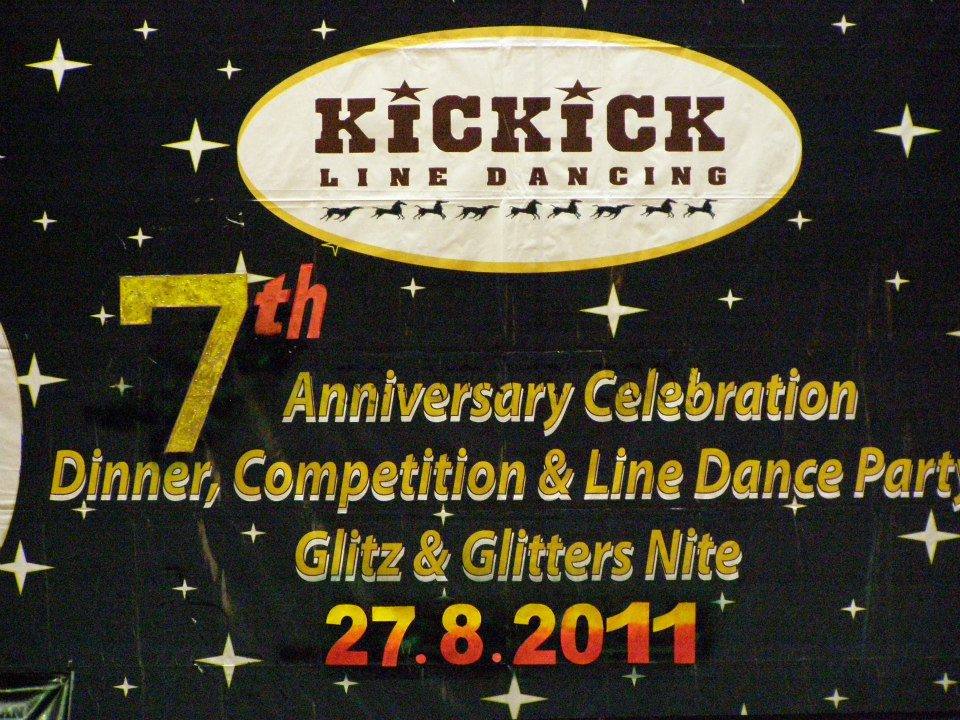 KiCKiCK
LINE DANCING
7th
Anniversary Celebration
Dinner, Competition & Line Dance Party
Glitz & Glitters Nite
27.8.2011